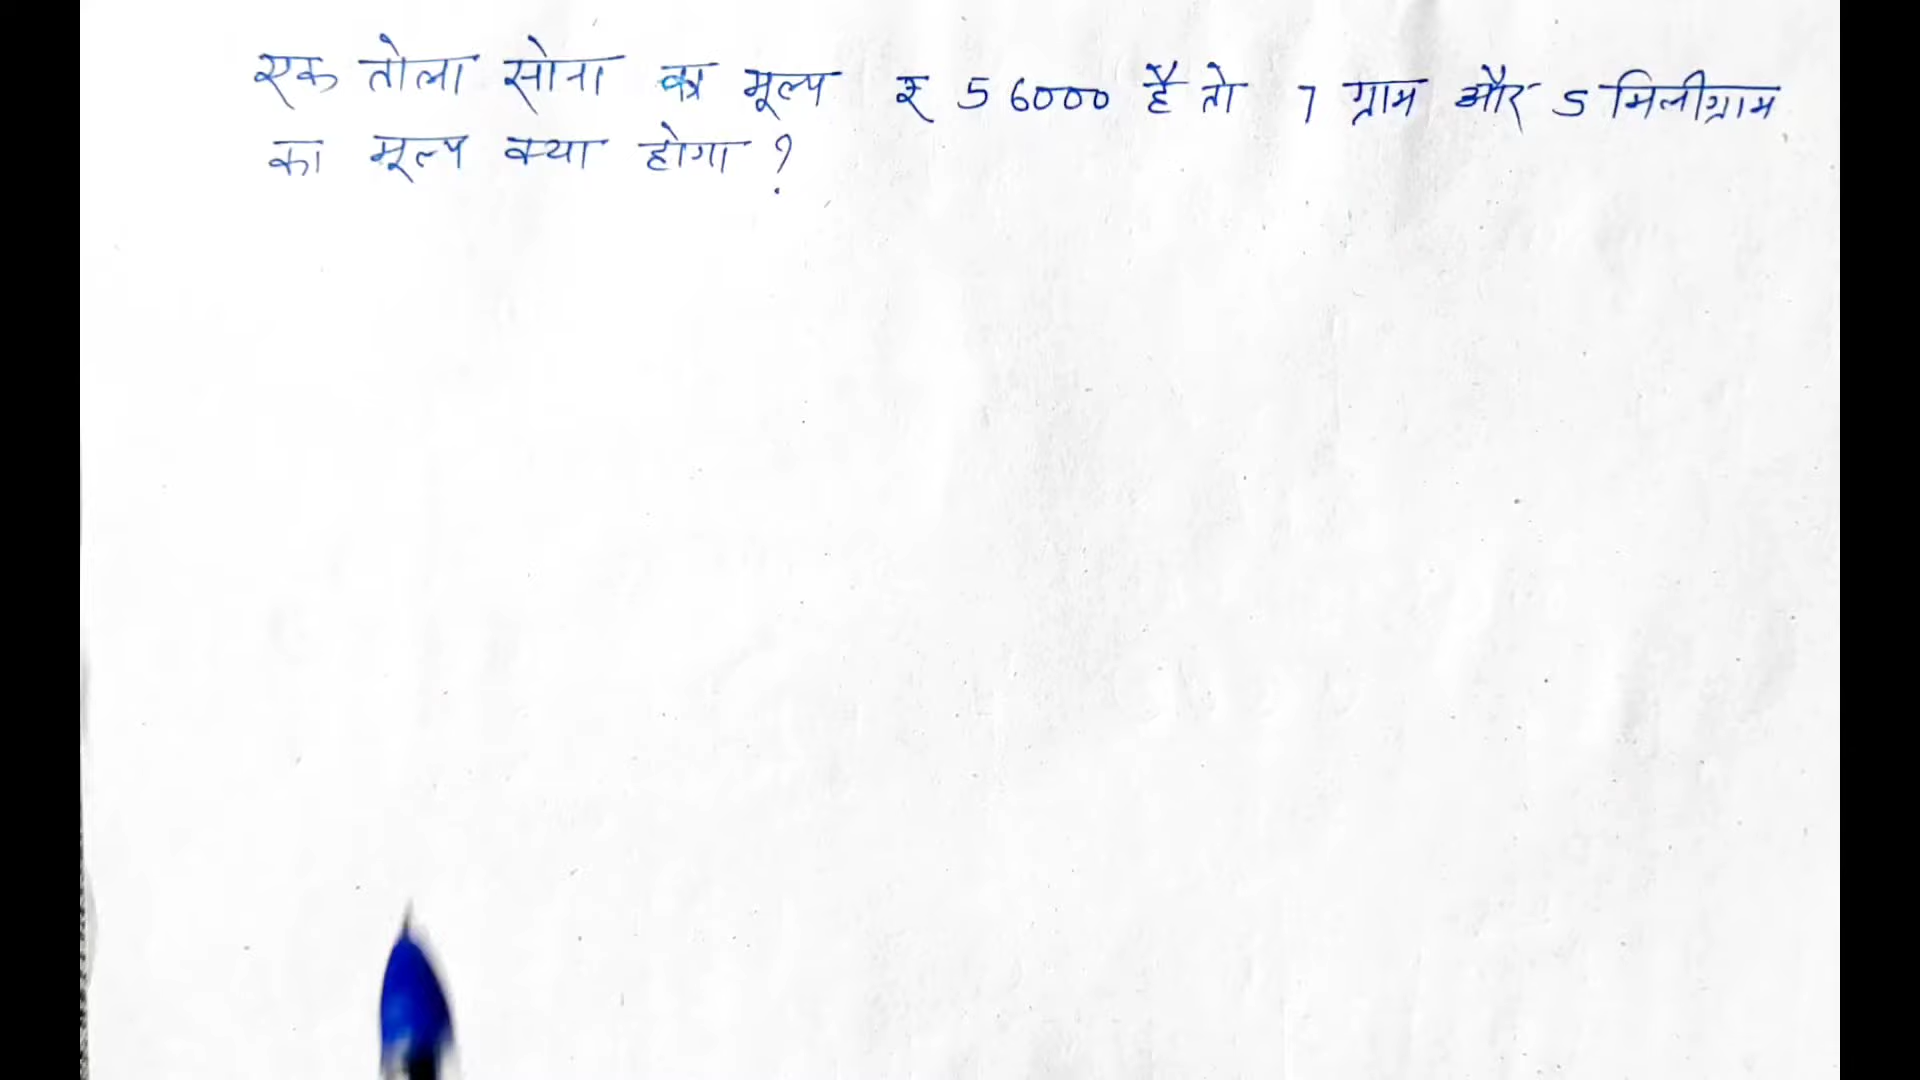 एक तोला सोना का मूल्य ₹ 56000 है तो 7 ग्राम और 5 मिलीग्राम
का मूल्य क्या होगा ?